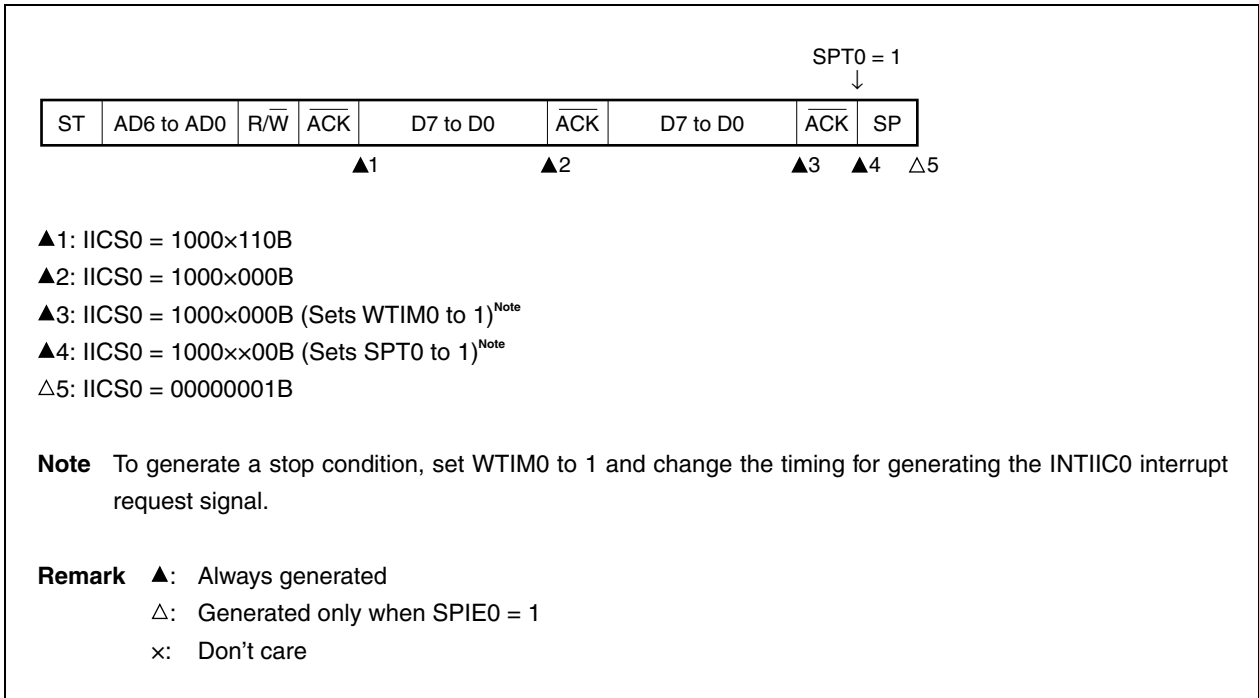 SPT0 = 1
↓
ST AD6 to AD0 R/W̅ A̅C̅K̅ D7 to D0 A̅C̅K̅ D7 to D0 A̅C̅K̅ SP
▲1 ▲2 ▲3 ▲4 △5
▲1: IICS0 = 1000×110B
▲2: IICS0 = 1000×000B
▲3: IICS0 = 1000×000B (Sets WTIM0 to 1)Note
▲4: IICS0 = 1000××00B (Sets SPT0 to 1)Note
△5: IICS0 = 00000001B
Note To generate a stop condition, set WTIM0 to 1 and change the timing for generating the INTIIC0 interrupt
request signal.
Remark ▲: Always generated
△: Generated only when SPIE0 = 1
×: Don't care